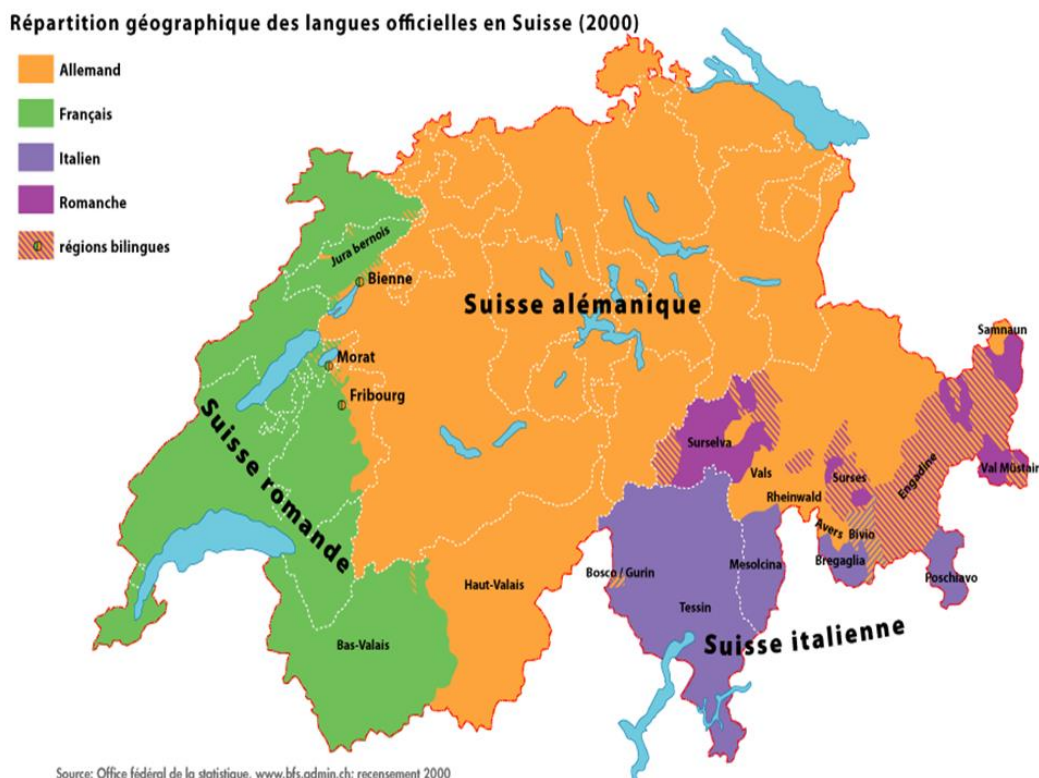 Répartition géographique des langues officielles en Suisse (2000)
Allemand
Français
Italien
Romanche
régions bilingues
Jura bernois
Bienne
Suisse alémanique
Samnaun
Morat
Fribourg
Suisse romande
Surselva
Vals
Surses
Engadine
Val Müstair
Rheinwald
Avers
Bivio
Bregaglia
Poschiavo
Bosco / Gurin
Mesolcina
Haut-Valais
Tessin
Bas-Valais
Suisse italienne
Source: Office fédéral de la statistique, www.bfs.admin.ch; recensement 2000